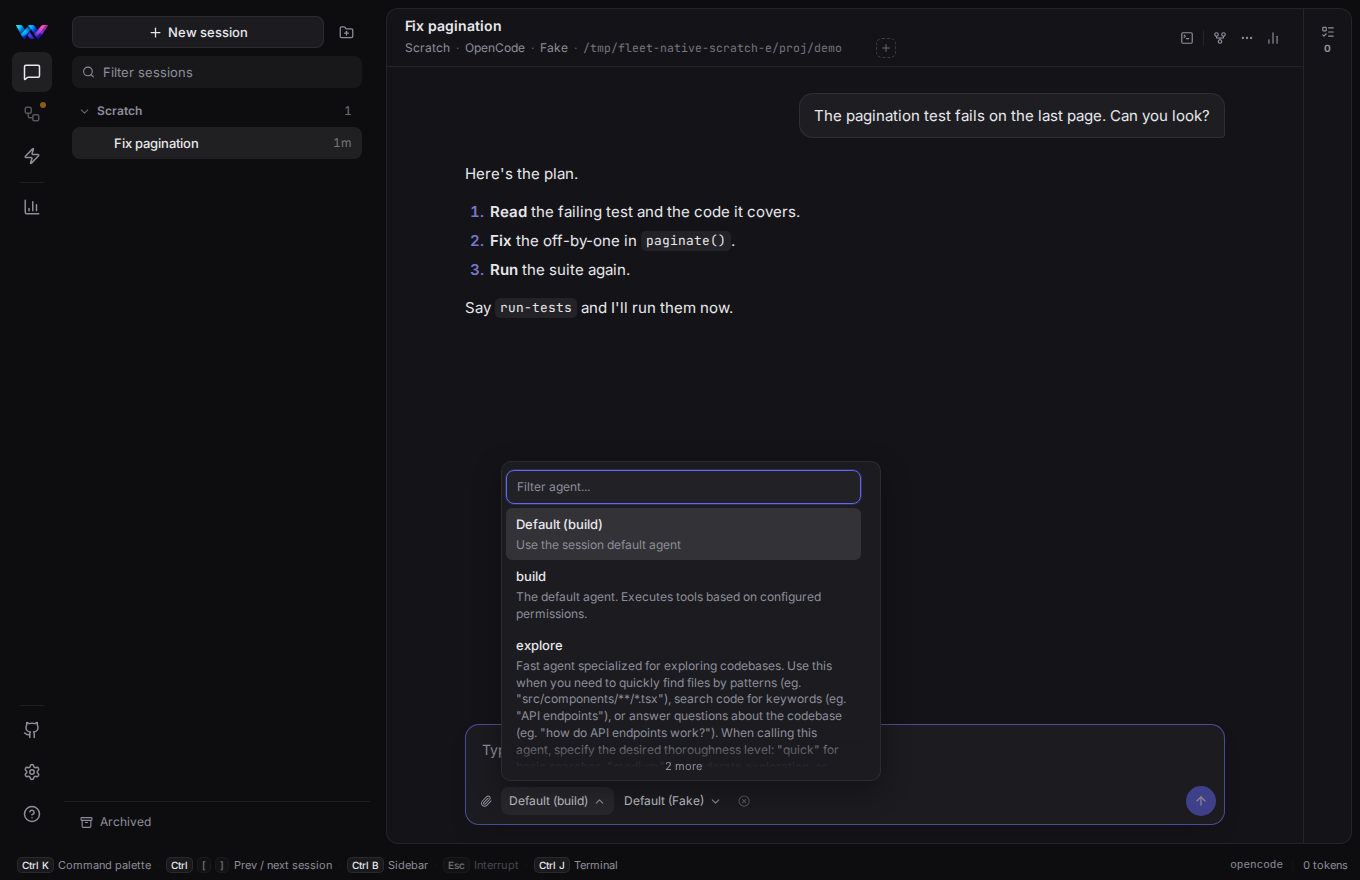 New session
Filter sessions
Scratch 1
Fix pagination 1m
Archived
Fix pagination
Scratch · OpenCode · Fake · /tmp/fleet-native-scratch-e/proj/demo
0
The pagination test fails on the last page. Can you look?
Here's the plan.
1. Read the failing test and the code it covers.
2. Fix the off-by-one in paginate().
3. Run the suite again.
Say run-tests and I'll run them now.
Filter agent...
Default (build)
Use the session default agent
build
The default agent. Executes tools based on configured
permissions.
explore
Fast agent specialized for exploring codebases. Use this
when you need to quickly find files by patterns (eg.
"src/components/**/*.tsx"), search code for keywords (eg.
"API endpoints"), or answer questions about the codebase
(eg. "how do API endpoints work?"). When calling this
agent, specify the desired thoroughness level: "quick" for
2 more
Default (build) Default (Fake)
Ctrl K Command palette Ctrl [ ] Prev / next session Ctrl B Sidebar Esc Interrupt Ctrl J Terminal opencode 0 tokens